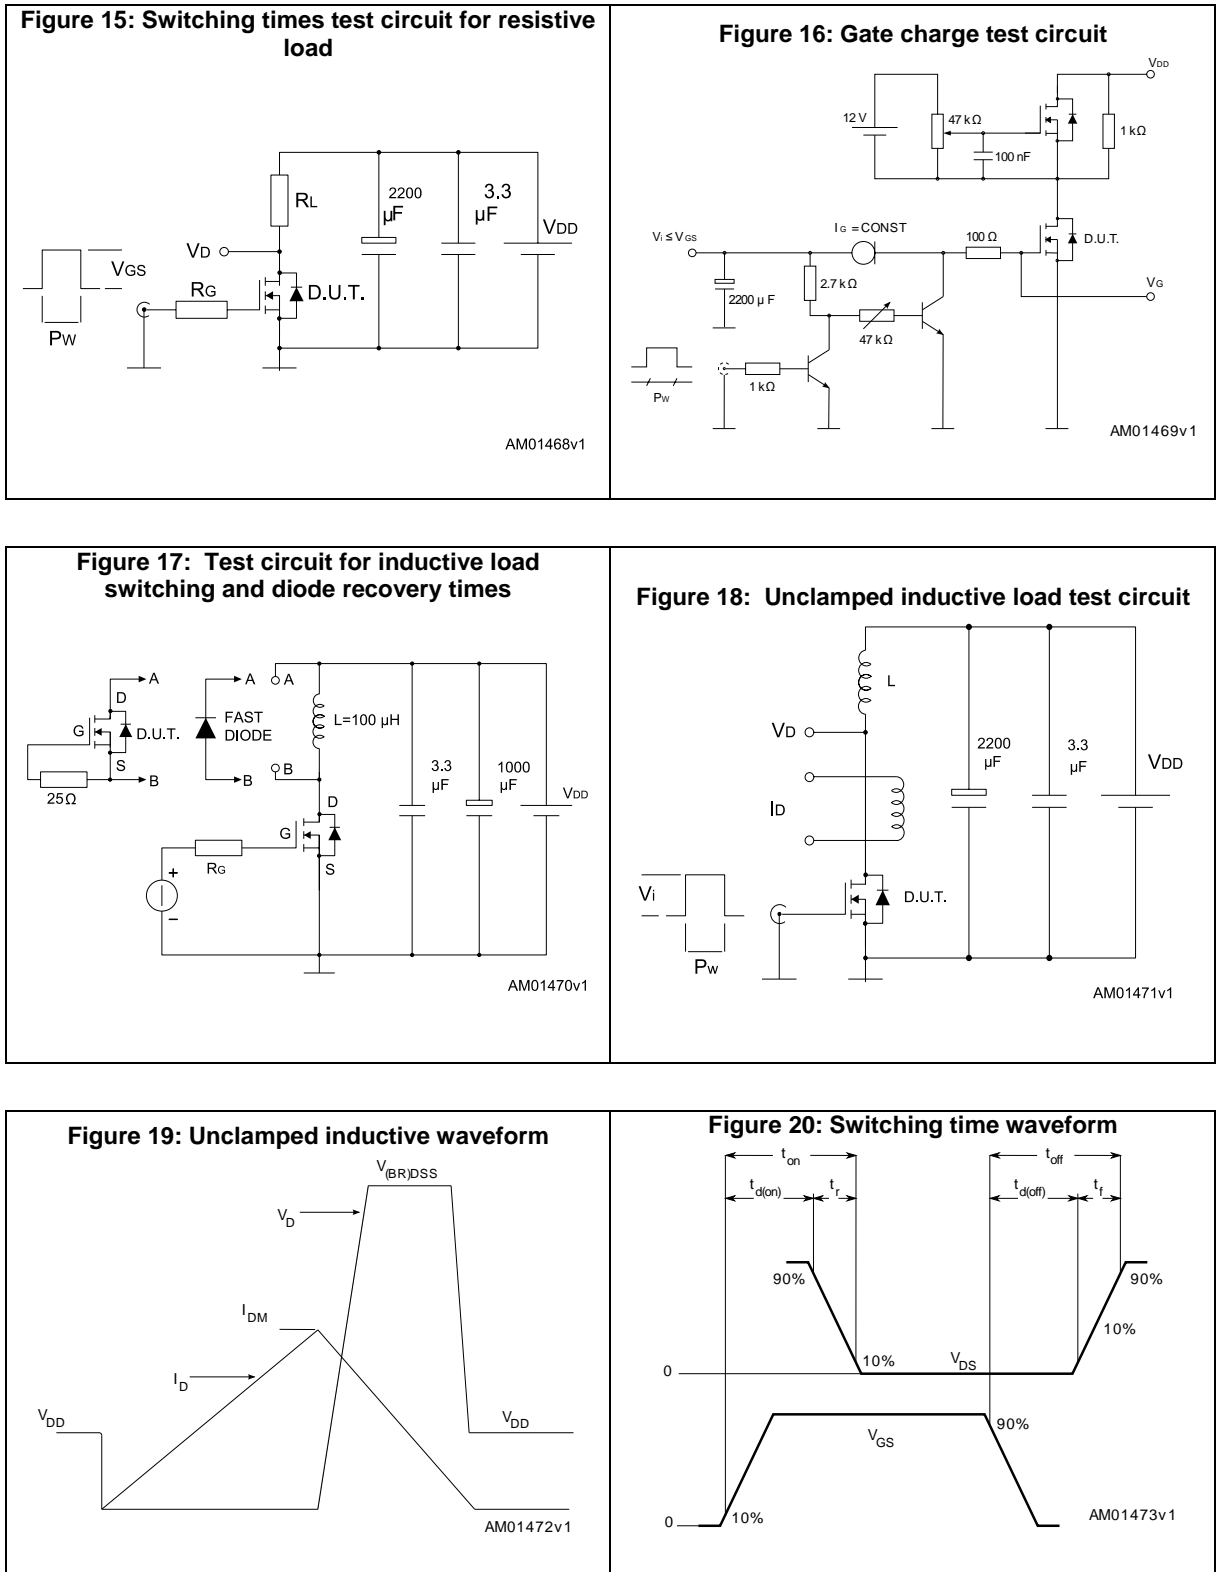 Figure 15: Switching times test circuit for resistive
load
RL
2200
µF
3.3
µF
VDD
VD
VGS
RG
D.U.T.
PW
AM01468v1
Figure 16: Gate charge test circuit
VDD
12 V
47 kΩ
1 kΩ
100 nF
Vi ≤ VGS
IG = CONST
100 Ω
D.U.T.
2.7 kΩ
2200 µF
VG
47 kΩ
1 kΩ
PW
AM01469v1
Figure 17: Test circuit for inductive load
switching and diode recovery times
A
D
G
D.U.T.
S
B
25Ω
A
FAST
DIODE
B
A
L=100 µH
B
3.3
µF
1000
µF
VDD
D
G
S
RG
+
−
AM01470v1
Figure 18: Unclamped inductive load test circuit
L
VD
2200
µF
3.3
µF
VDD
ID
Vi
D.U.T.
PW
AM01471v1
Figure 19: Unclamped inductive waveform
V(BR)DSS
VD
IDM
ID
VDD
VDD
AM01472v1
Figure 20: Switching time waveform
ton
toff
td(on)
tr
td(off)
tf
90%
90%
10%
10%
0
VDS
90%
VGS
0
10%
AM01473v1